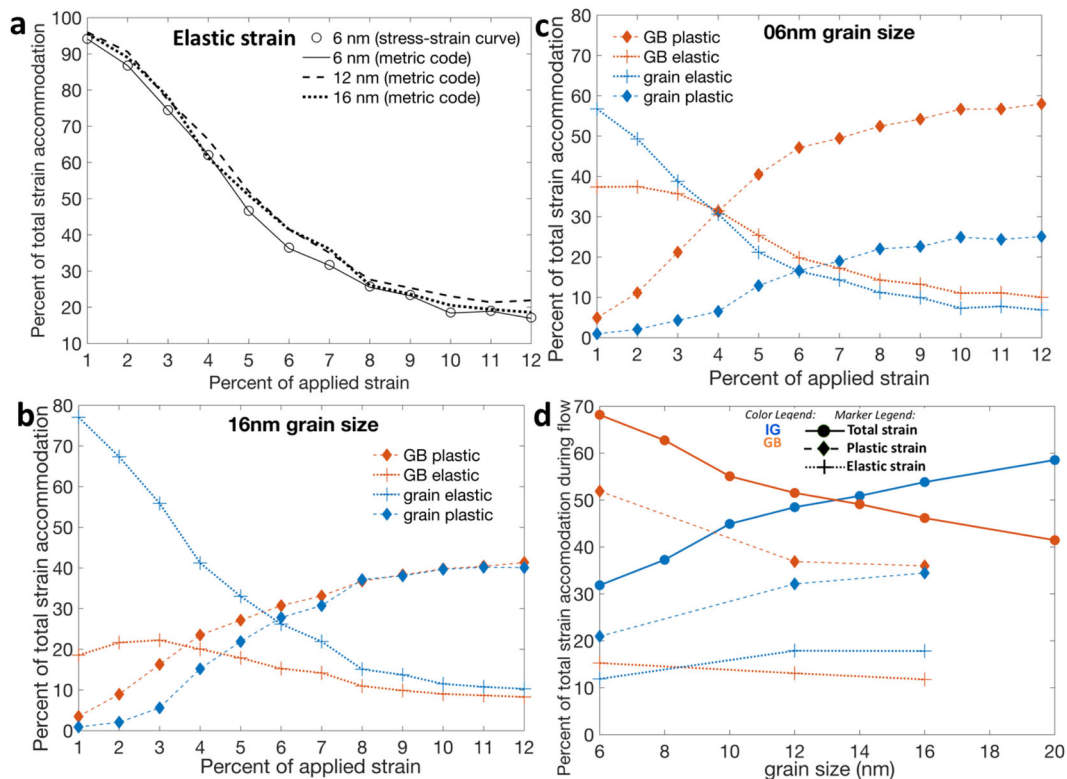 a
Elastic strain
6 nm (stress-strain curve)
6 nm (metric code)
12 nm (metric code)
16 nm (metric code)
Percent of total strain accommodation
100
90
80
70
60
50
40
30
20
10
1 2 3 4 5 6 7 8 9 10 11 12
Percent of applied strain
c
06nm grain size
GB plastic
GB elastic
grain elastic
grain plastic
Percent of total strain accommodation
80
70
60
50
40
30
20
10
0
1 2 3 4 5 6 7 8 9 10 11 12
Percent of applied strain
b
16nm grain size
GB plastic
GB elastic
grain elastic
grain plastic
Percent of total strain accommodation
80
70
60
50
40
30
20
10
0
1 2 3 4 5 6 7 8 9 10 11 12
Percent of applied strain
d
Color Legend: Marker Legend:
IG Total strain
GB Plastic strain
Elastic strain
Percent of total strain accomodation during flow
70
60
50
40
30
20
10
0
6 8 10 12 14 16 18 20
grain size (nm)